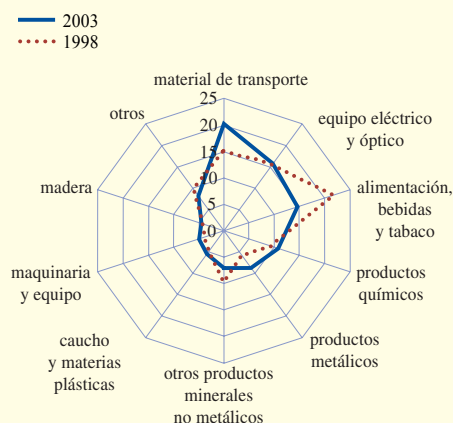 2003
1998
material de transporte
25
20
15
10
5
0
equipo eléctrico
y óptico
alimentación,
bebidas
y tabaco
productos
químicos
productos
metálicos
otros productos
minerales
no metálicos
caucho
y materias
plásticas
maquinaria
y equipo
madera
otros